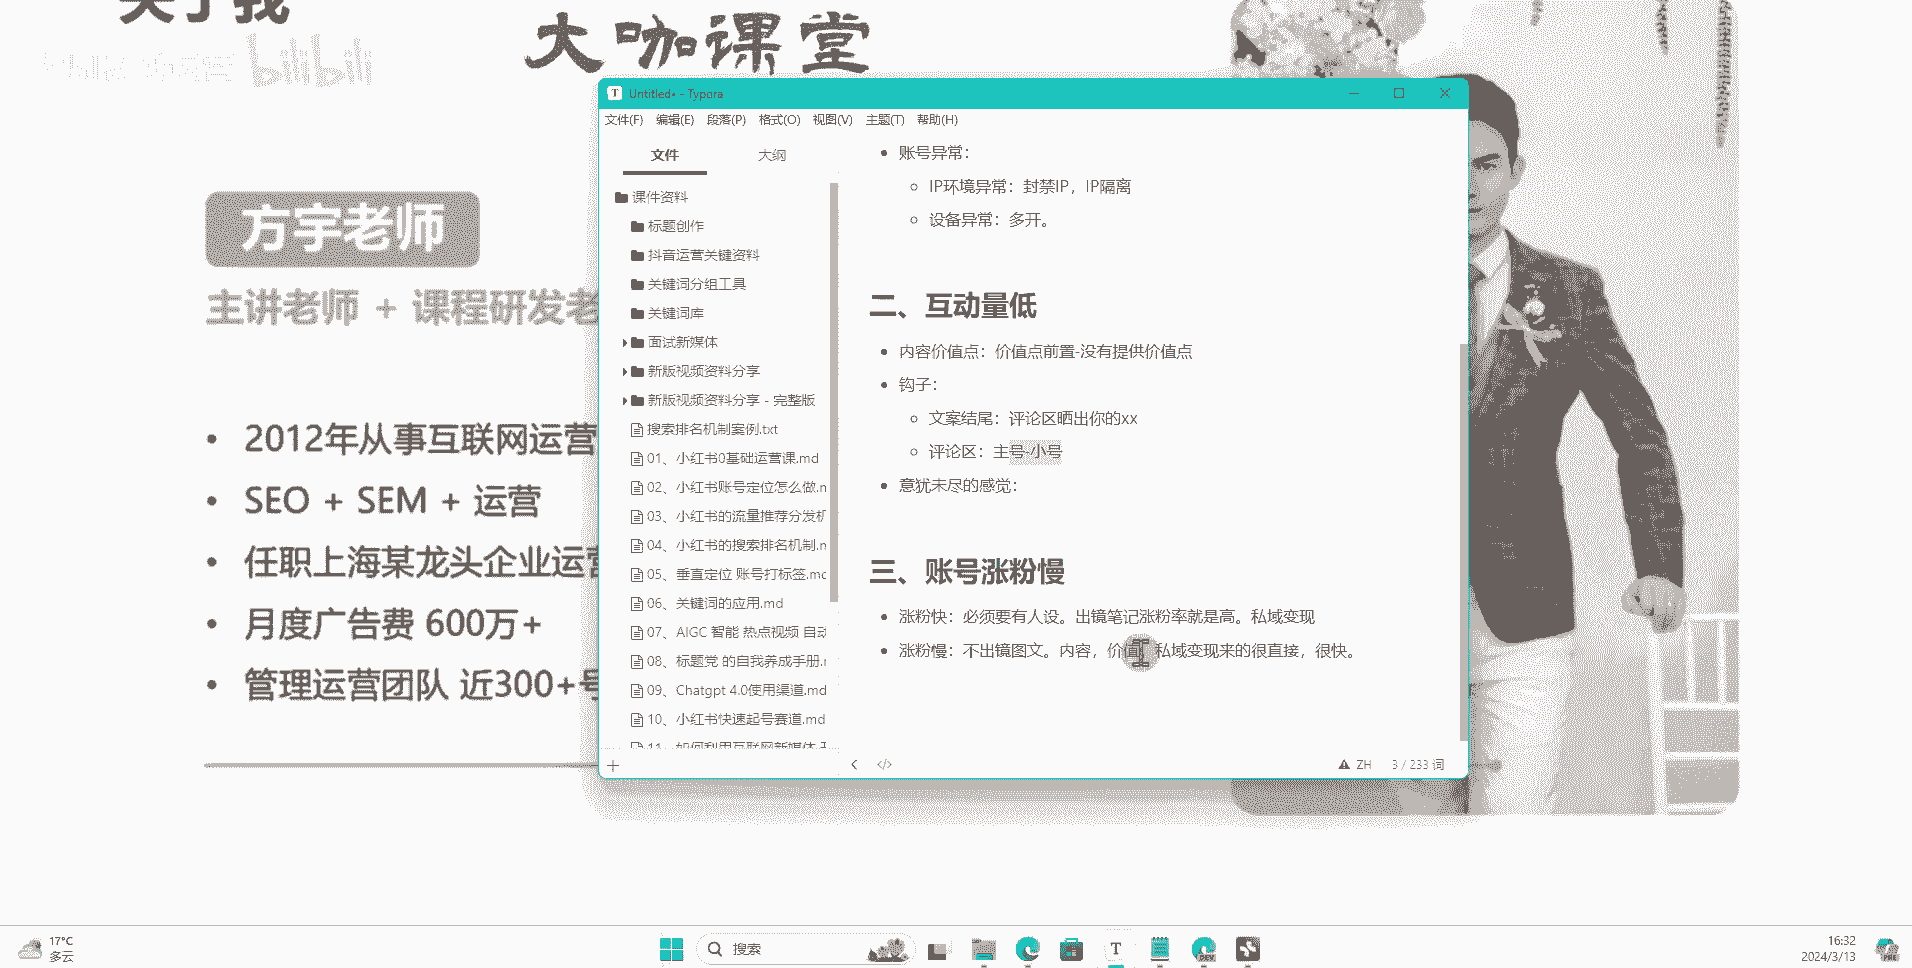 大咖课堂
bilibili
方宇老师
主讲老师 + 课程研发老
2012年从事互联网运营
SEO + SEM + 运营
任职上海某龙头企业运营
月度广告费 600万+
管理运营团队 近300+号
Untitled• - Typora
文件(F) 编辑(E) 段落(P) 格式(O) 视图(V) 主题(T) 帮助(H)
文件 大纲
课件资料
标题创作
抖音运营关键资料
关键词分组工具
关键词库
面试新媒体
新版视频资料分享
新版视频资料分享 - 完整版
搜索排名机制案例.txt
01、小红书0基础运营课.md
02、小红书账号定位怎么做.m
03、小红书的流量推荐分发机
04、小红书的搜索排名机制.m
05、垂直定位 账号打标签.mc
06、关键词的应用.md
07、AIGC 智能 热点视频 自动
08、标题党 的自我养成手册.r
09、Chatgpt 4.0使用渠道.md
10、小红书快速起号赛道.md
11、如何利用互联网新媒体
账号异常：
IP环境异常：封禁IP，IP隔离
设备异常：多开。
二、互动量低
内容价值点：价值点前置-没有提供价值点
钩子：
文案结尾：评论区晒出你的xx
评论区：主号-小号
意犹未尽的感觉：
三、账号涨粉慢
涨粉快：必须要有人设。出镜笔记涨粉率就是高。私域变现
涨粉慢：不出镜图文。内容，价值 私域变现来的很直接，很快。
ZH 3 / 233 词
17°C
多云
搜索
DEV
16:32
2024/3/13
PRE